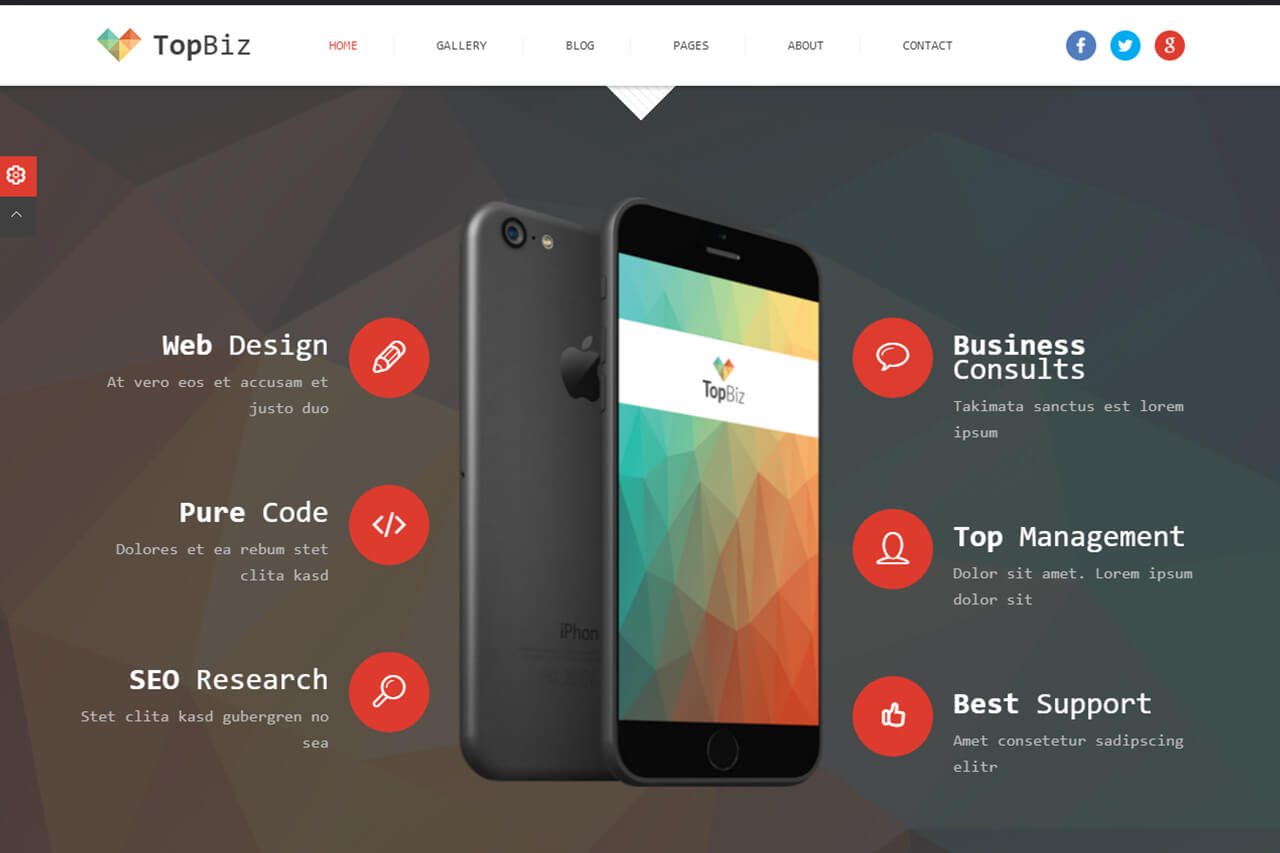 TopBiz
HOME
GALLERY
BLOG
PAGES
ABOUT
CONTACT
Web Design
At vero eos et accusam et
justo duo
Pure Code
Dolores et ea rebum stet
clita kasd
SEO Research
Stet clita kasd gubergren no
sea
iPhon
TopBiz
Business
Consults
Takimata sanctus est lorem
ipsum
Top Management
Dolor sit amet. Lorem ipsum
dolor sit
Best Support
Amet consetetur sadipscing
elitr